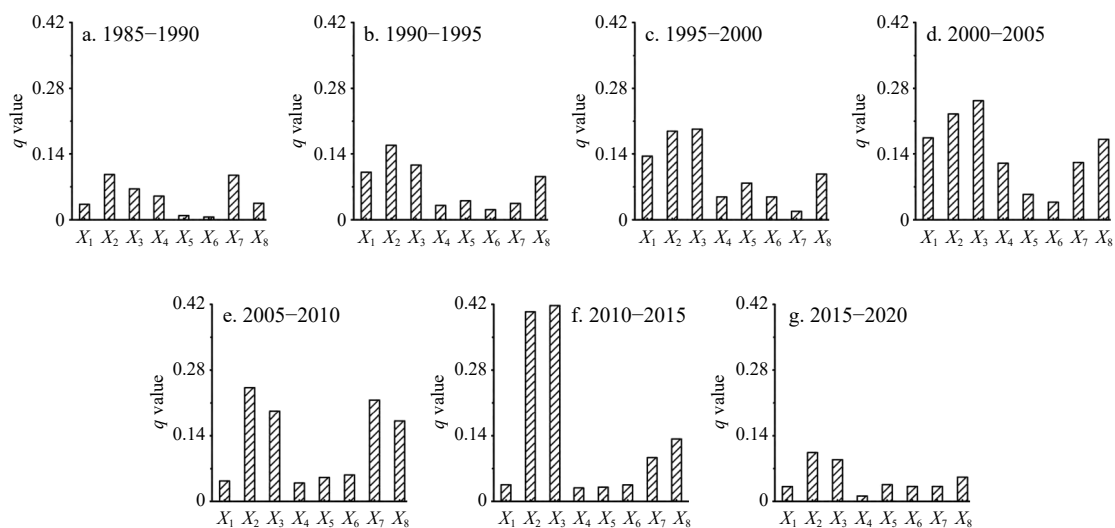 0.42
a. 1985−1990
0.28
q value
0.14
0
X1 X2 X3 X4 X5 X6 X7 X8
0.42
b. 1990−1995
0.28
q value
0.14
0
X1 X2 X3 X4 X5 X6 X7 X8
0.42
c. 1995−2000
0.28
q value
0.14
0
X1 X2 X3 X4 X5 X6 X7 X8
0.42
d. 2000−2005
0.28
q value
0.14
0
X1 X2 X3 X4 X5 X6 X7 X8
0.42
e. 2005−2010
0.28
q value
0.14
0
X1 X2 X3 X4 X5 X6 X7 X8
0.42
f. 2010−2015
0.28
q value
0.14
0
X1 X2 X3 X4 X5 X6 X7 X8
0.42
g. 2015−2020
0.28
q value
0.14
0
X1 X2 X3 X4 X5 X6 X7 X8